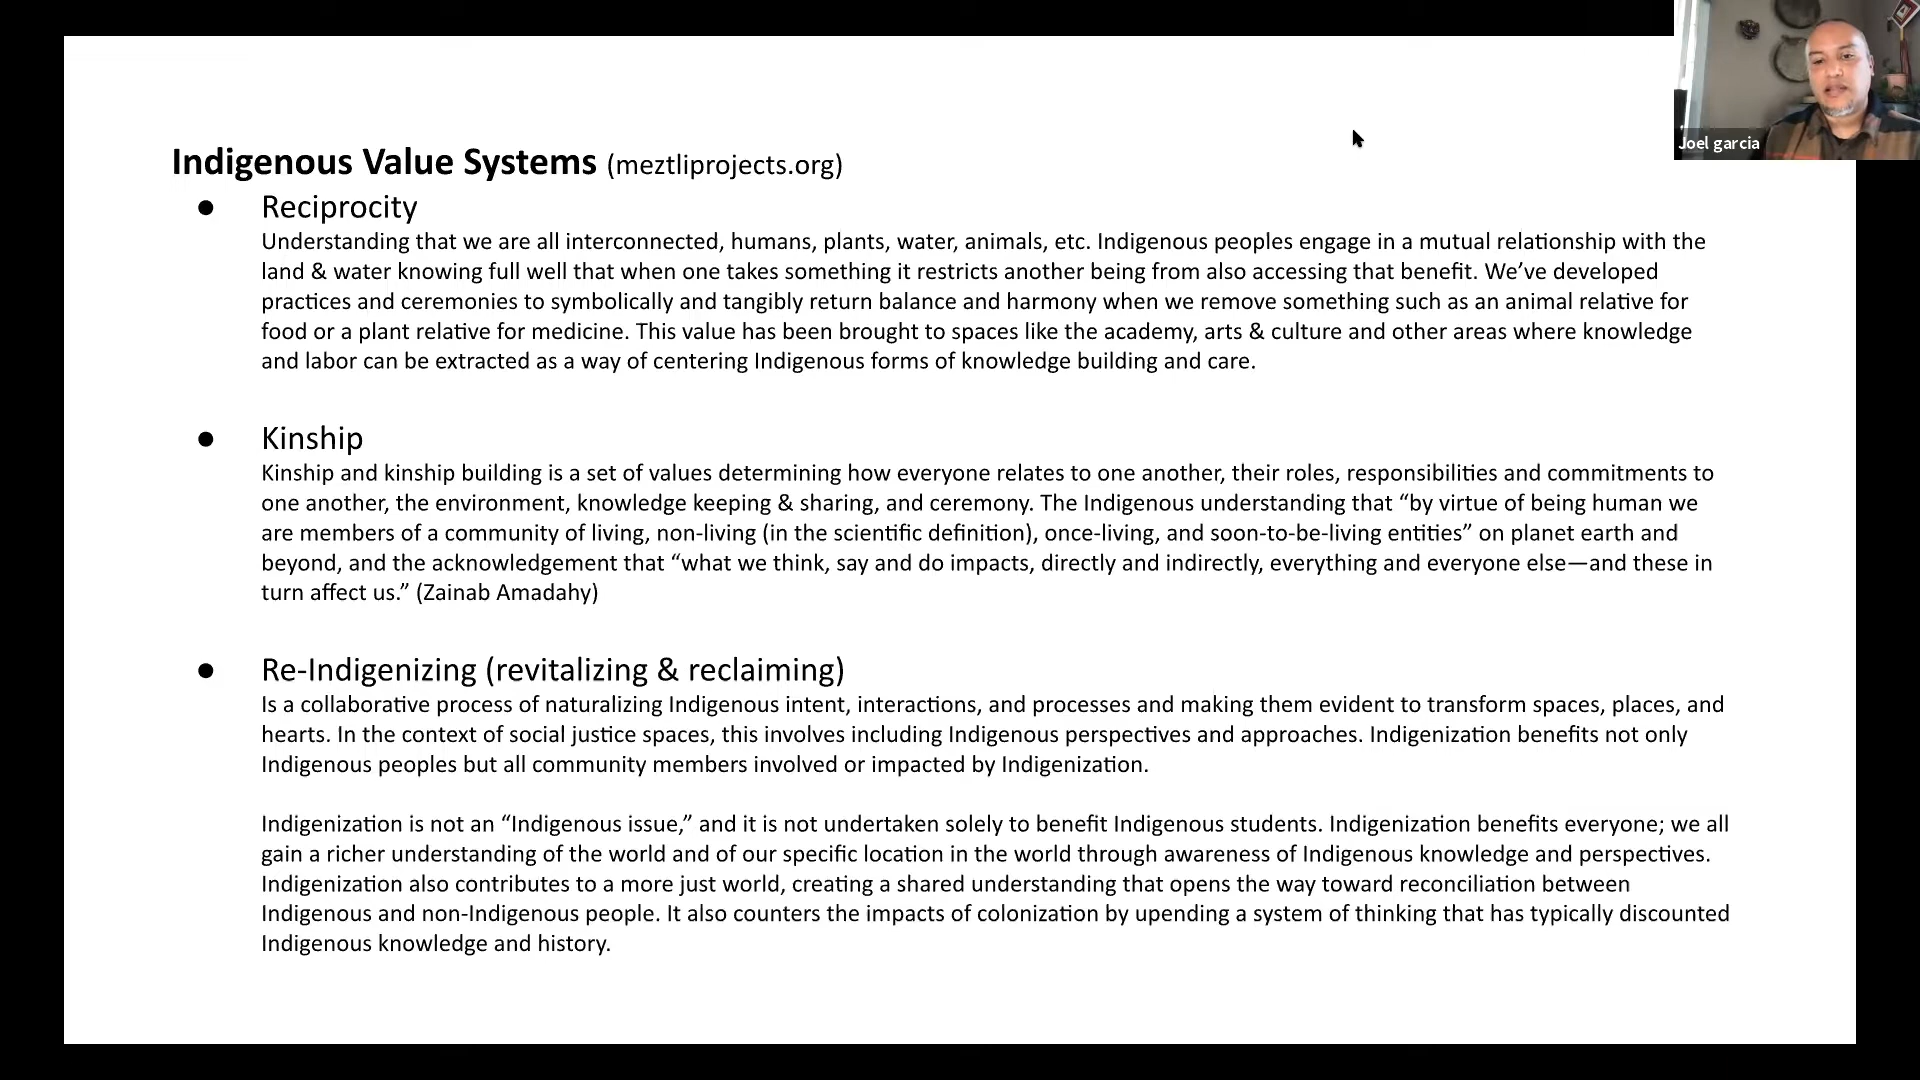 Joel garcia
Indigenous Value Systems (meztliprojects.org)
● Reciprocity
Understanding that we are all interconnected, humans, plants, water, animals, etc. Indigenous peoples engage in a mutual relationship with the
land & water knowing full well that when one takes something it restricts another being from also accessing that benefit. We’ve developed
practices and ceremonies to symbolically and tangibly return balance and harmony when we remove something such as an animal relative for
food or a plant relative for medicine. This value has been brought to spaces like the academy, arts & culture and other areas where knowledge
and labor can be extracted as a way of centering Indigenous forms of knowledge building and care.
● Kinship
Kinship and kinship building is a set of values determining how everyone relates to one another, their roles, responsibilities and commitments to
one another, the environment, knowledge keeping & sharing, and ceremony. The Indigenous understanding that “by virtue of being human we
are members of a community of living, non-living (in the scientific definition), once-living, and soon-to-be-living entities” on planet earth and
beyond, and the acknowledgement that “what we think, say and do impacts, directly and indirectly, everything and everyone else—and these in
turn affect us.” (Zainab Amadahy)
● Re-Indigenizing (revitalizing & reclaiming)
Is a collaborative process of naturalizing Indigenous intent, interactions, and processes and making them evident to transform spaces, places, and
hearts. In the context of social justice spaces, this involves including Indigenous perspectives and approaches. Indigenization benefits not only
Indigenous peoples but all community members involved or impacted by Indigenization.
Indigenization is not an “Indigenous issue,” and it is not undertaken solely to benefit Indigenous students. Indigenization benefits everyone; we all
gain a richer understanding of the world and of our specific location in the world through awareness of Indigenous knowledge and perspectives.
Indigenization also contributes to a more just world, creating a shared understanding that opens the way toward reconciliation between
Indigenous and non-Indigenous people. It also counters the impacts of colonization by upending a system of thinking that has typically discounted
Indigenous knowledge and history.